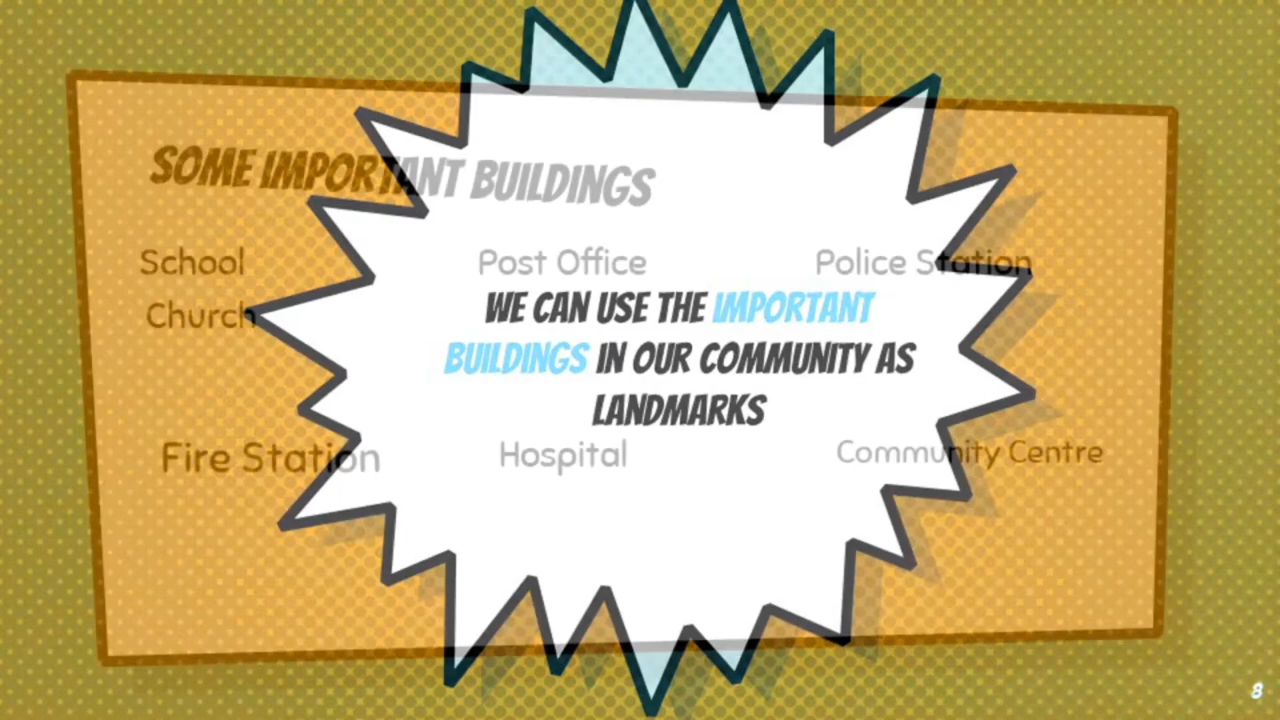 SOME IMPORTANT BUILDINGS
School Post Office Police Station
Church
WE CAN USE THE IMPORTANT
BUILDINGS IN OUR COMMUNITY AS
LANDMARKS
Fire Station Hospital Community Centre
8